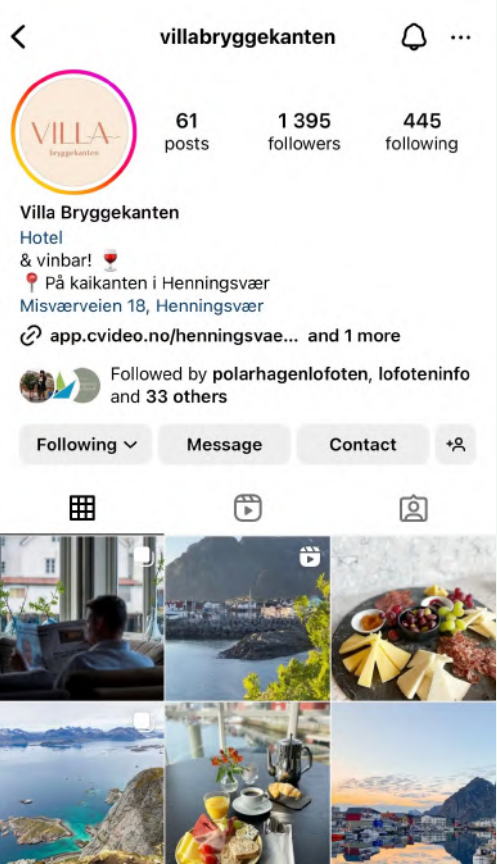 villabryggekanten
VILLA
bryggekanten
61
posts
1 395
followers
445
following
Villa Bryggekanten
Hotel
& vinbar! 🍷
📍 På kaikanten i Henningsvær
Misværveien 18, Henningsvær
app.cvideo.no/henningsvae... and 1 more
Followed by polarhagenlofoten, lofoteninfo
and 33 others
Following
Message
Contact